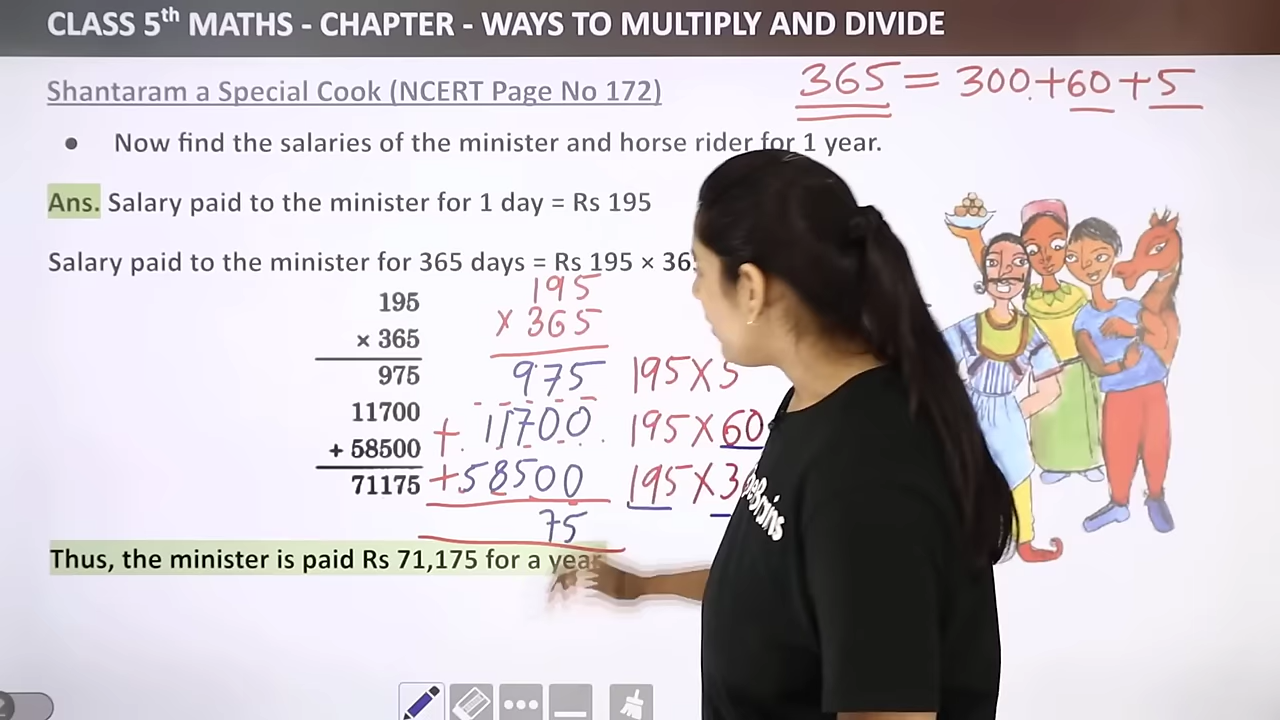 CLASS 5th MATHS - CHAPTER - WAYS TO MULTIPLY AND DIVIDE
365 = 300 + 60 + 5
Shantaram a Special Cook (NCERT Page No 172)
• Now find the salaries of the minister and horse rider for 1 year.
Ans. Salary paid to the minister for 1 day = Rs 195
Salary paid to the minister for 365 days = Rs 195 × 36
195
× 365
975
11700
+ 58500
71175
195
× 365
975
+ 11700
+58500
75
195 × 5
195 × 60
195 × 3
Thus, the minister is paid Rs 71,175 for a year